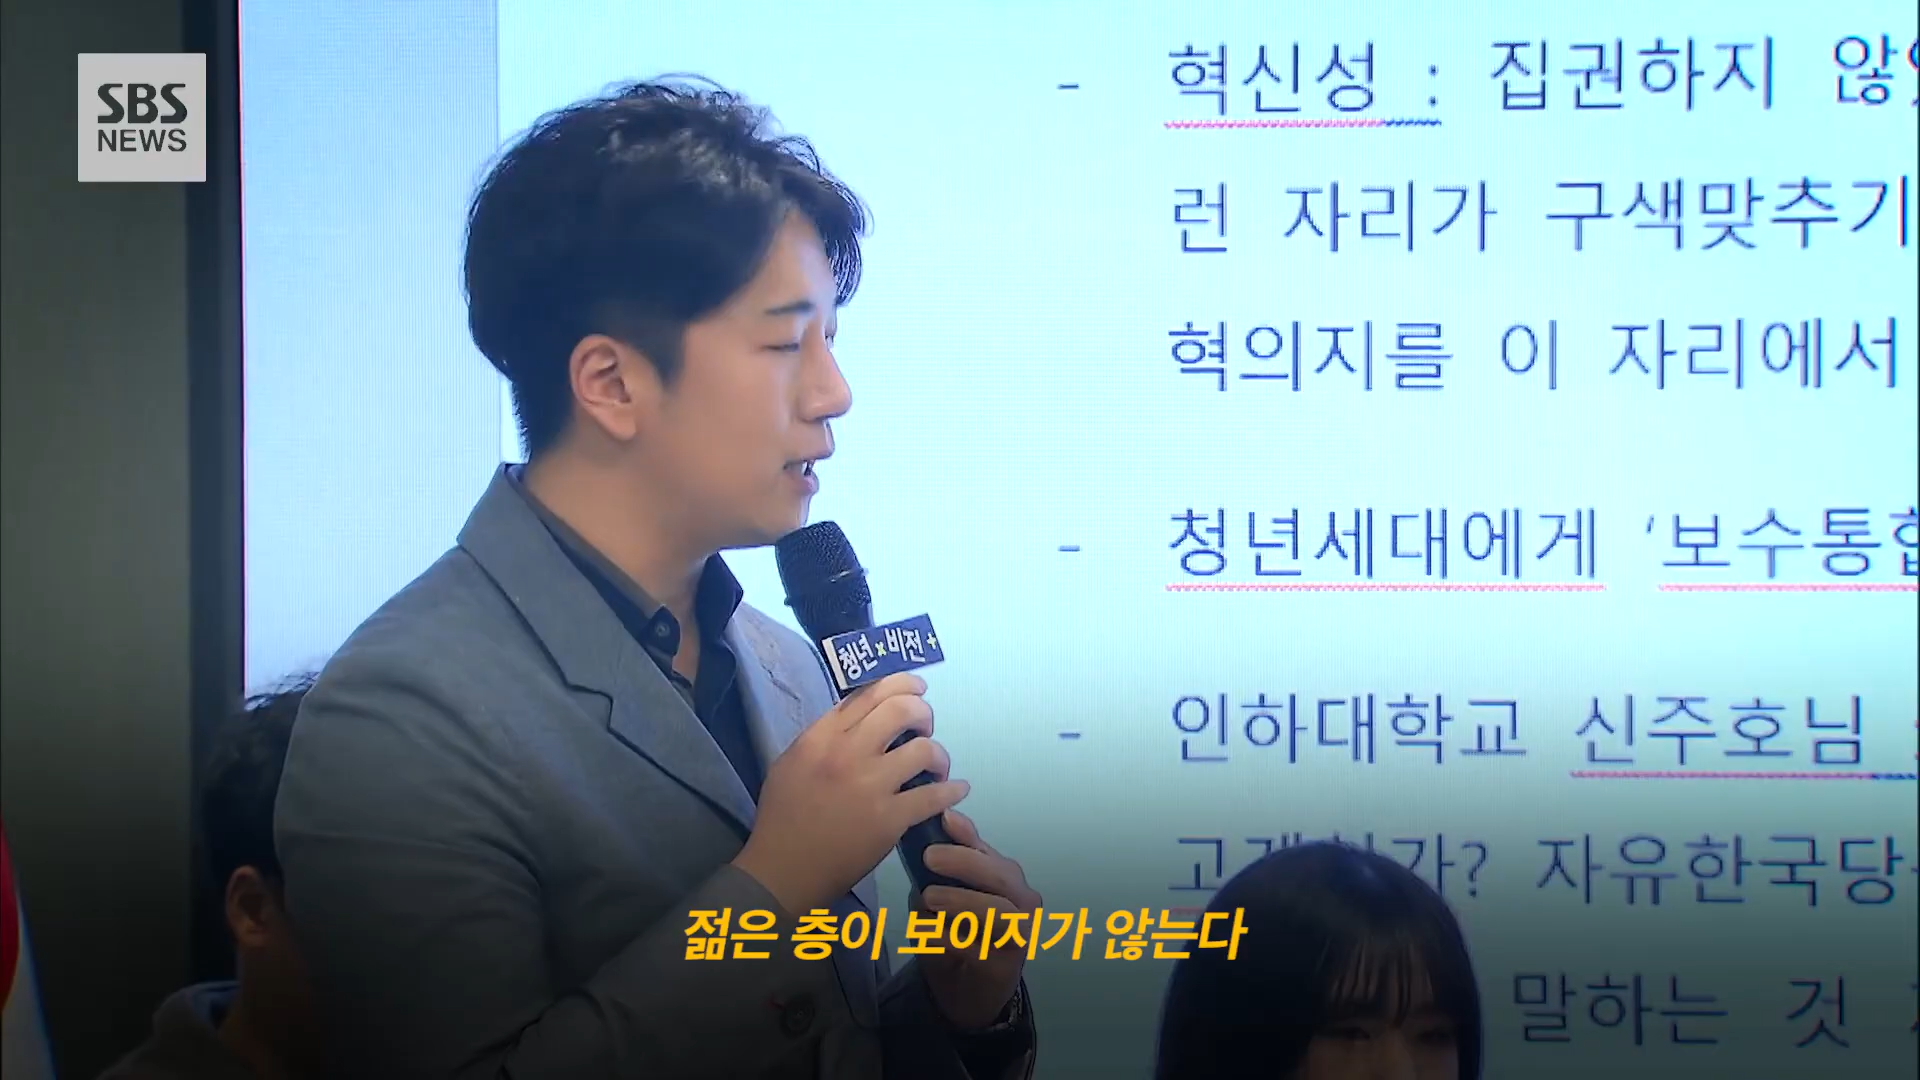 SBS
NEWS
- 혁신성 : 집권하지
런 자리가 구색맞추기
혁의지를 이 자리에서
- 청년세대에게 '보수통합
- 인하대학교 신주호님
자유한국당
말하는 것
청년×비전+
젊은 층이 보이지가 않는다